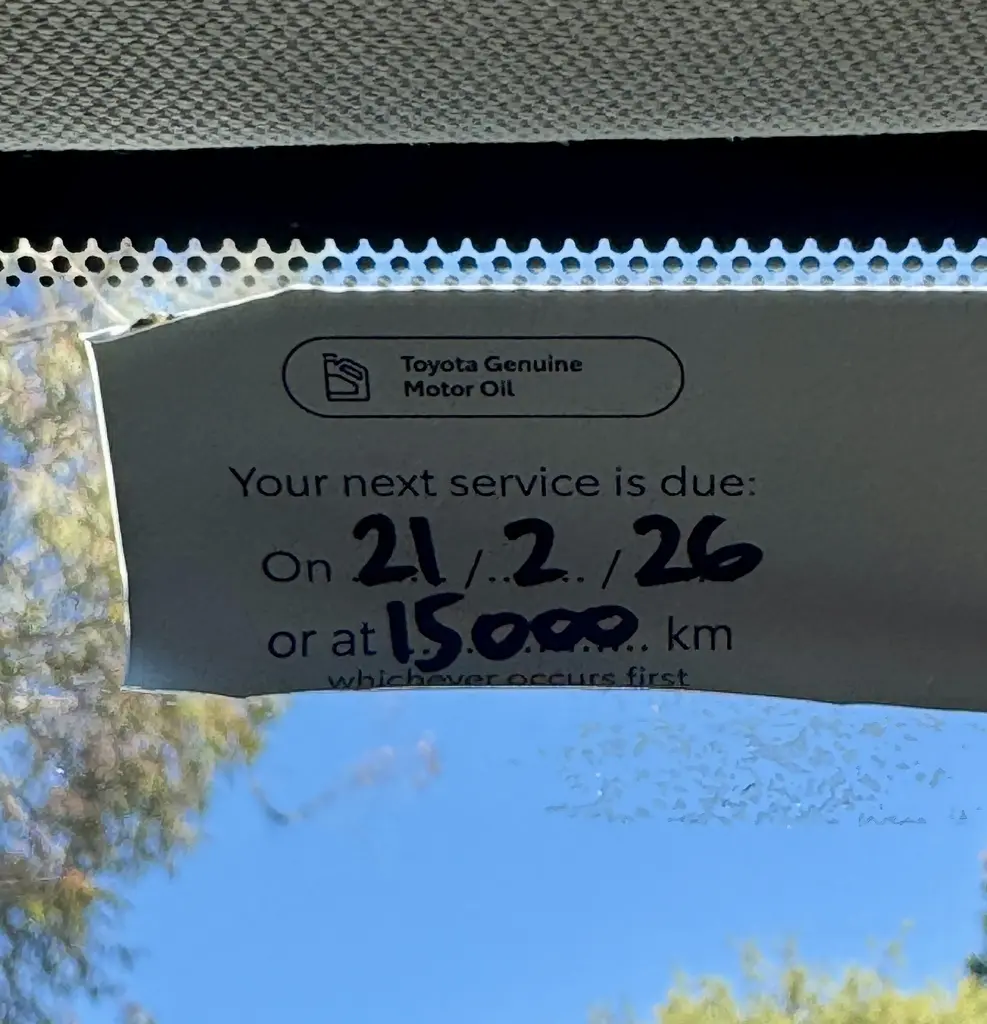 Toyota Genuine
Motor Oil
Your next service is due:
On 21 / 2 / 26
or at 15000 km
whichever occurs first